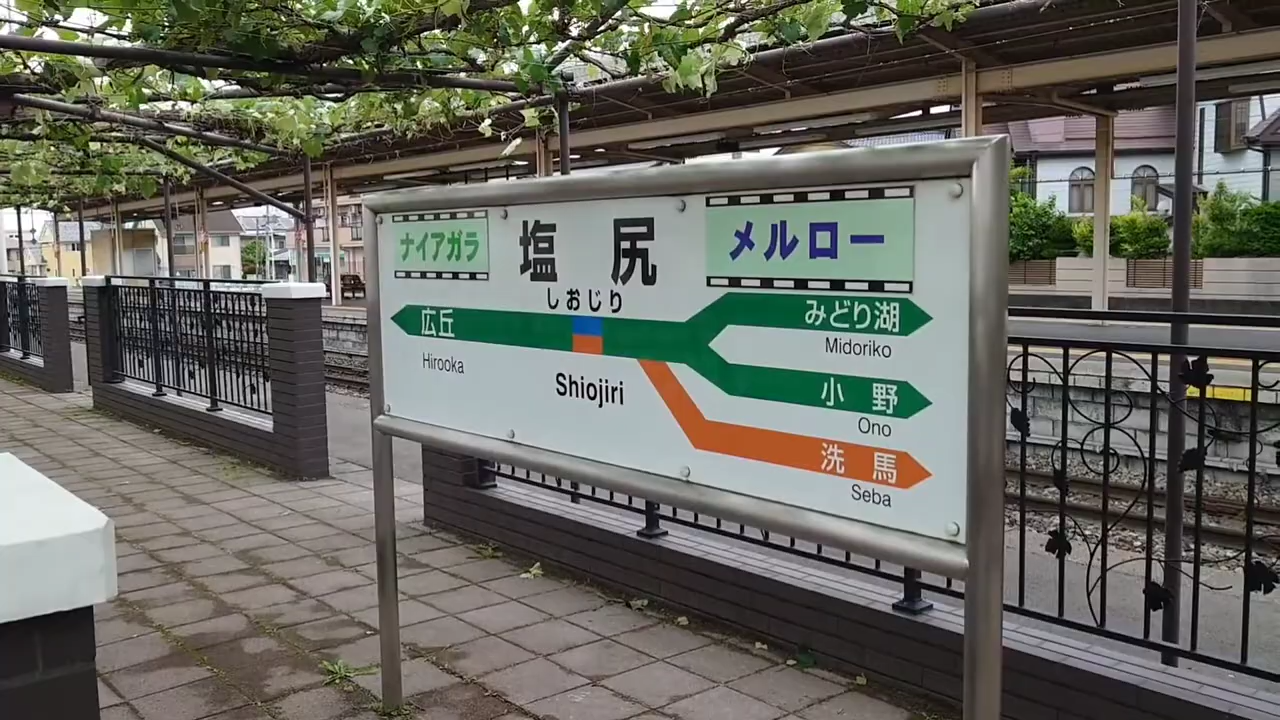 ナイアガラ
塩尻
メルロー
しおじり
広丘
Hirooka
Shiojiri
みどり湖
Midoriko
小野
Ono
洗馬
Seba